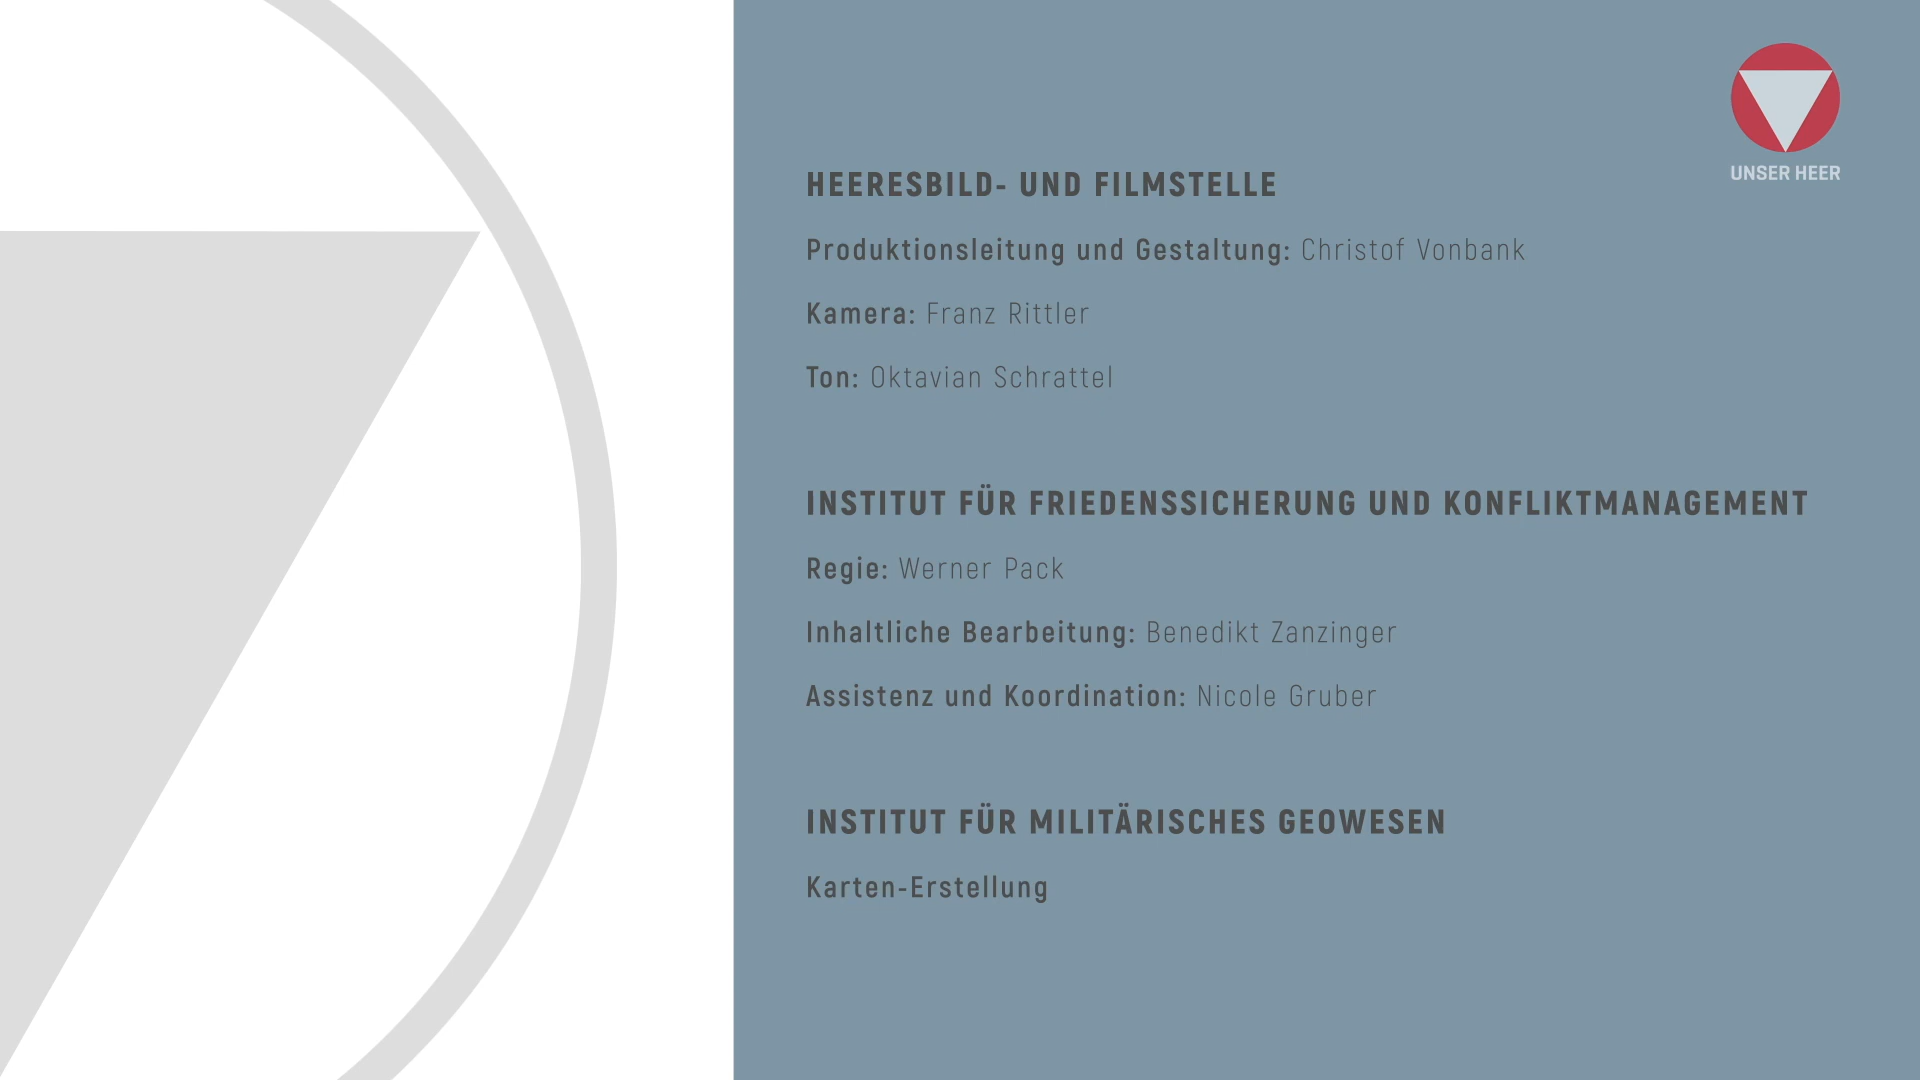 UNSER HEER
HEERESBILD- UND FILMSTELLE
Produktionsleitung und Gestaltung: Christof Vonbank
Kamera: Franz Rittler
Ton: Oktavian Schrattel
INSTITUT FÜR FRIEDENSSICHERUNG UND KONFLIKTMANAGEMENT
Regie: Werner Pack
Inhaltliche Bearbeitung: Benedikt Zanzinger
Assistenz und Koordination: Nicole Gruber
INSTITUT FÜR MILITÄRISCHES GEOWESEN
Karten-Erstellung